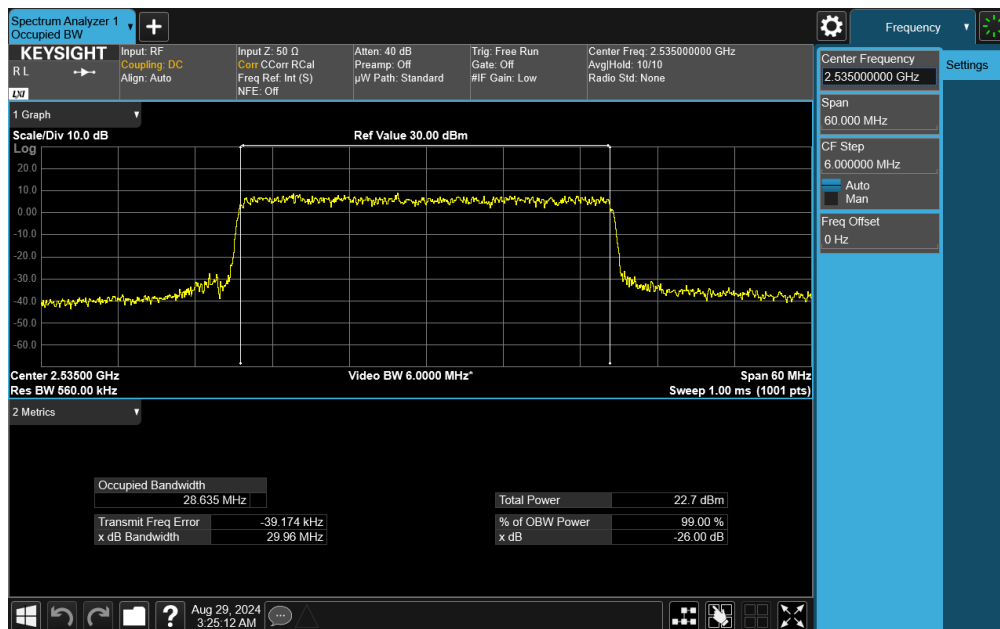 Spectrum Analyzer 1
Occupied BW
+
Frequency
KEYSIGHT
R L
LXI
Input: RF
Coupling: DC
Align: Auto
Input Z: 50 Ω
Corr CCorr RCal
Freq Ref: Int (S)
NFE: Off
Atten: 40 dB
Preamp: Off
µW Path: Standard
Trig: Free Run
Gate: Off
#IF Gain: Low
Center Freq: 2.535000000 GHz
Avg|Hold: 10/10
Radio Std: None
Center Frequency
2.535000000 GHz
Settings
Span
60.000 MHz
CF Step
6.000000 MHz
Auto
Man
Freq Offset
0 Hz
1 Graph
Scale/Div 10.0 dB
Ref Value 30.00 dBm
Log
20.0
10.0
0.00
-10.0
-20.0
-30.0
-40.0
-50.0
-60.0
Center 2.53500 GHz
Video BW 6.0000 MHz*
Span 60 MHz
Res BW 560.00 kHz
Sweep 1.00 ms (1001 pts)
2 Metrics
Occupied Bandwidth
28.635 MHz
Total Power 22.7 dBm
Transmit Freq Error -39.174 kHz
% of OBW Power 99.00 %
x dB Bandwidth 29.96 MHz
x dB -26.00 dB
?
Aug 29, 2024
3:25:12 AM